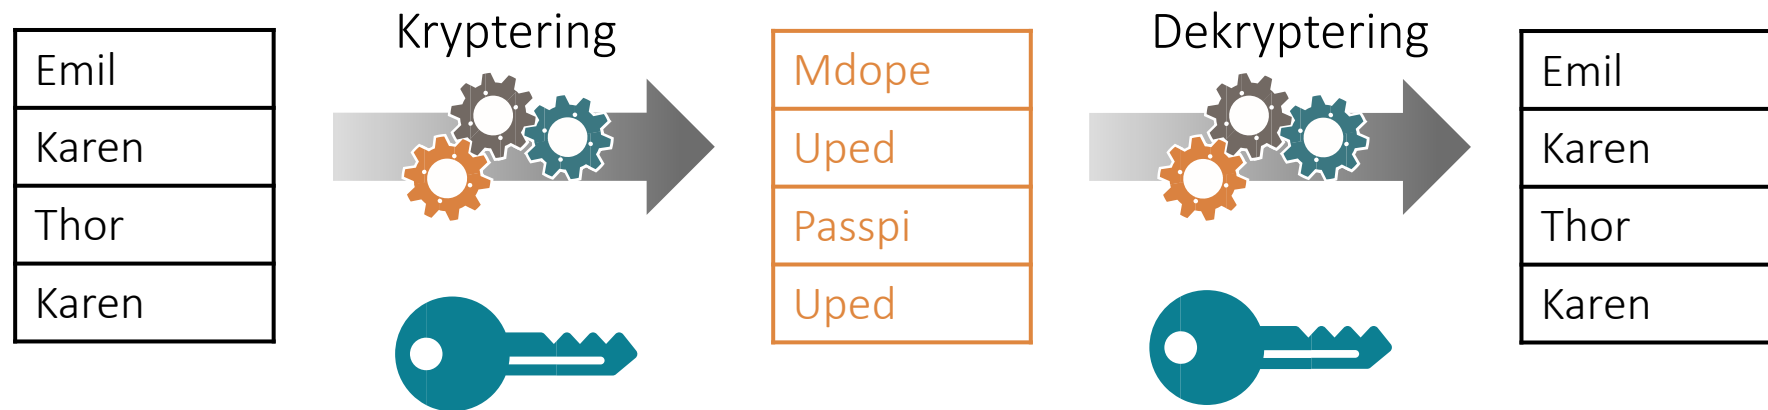 Emil
Karen
Thor
Karen
Kryptering
Mdope
Uped
Passpi
Uped
Dekryptering
Emil
Karen
Thor
Karen